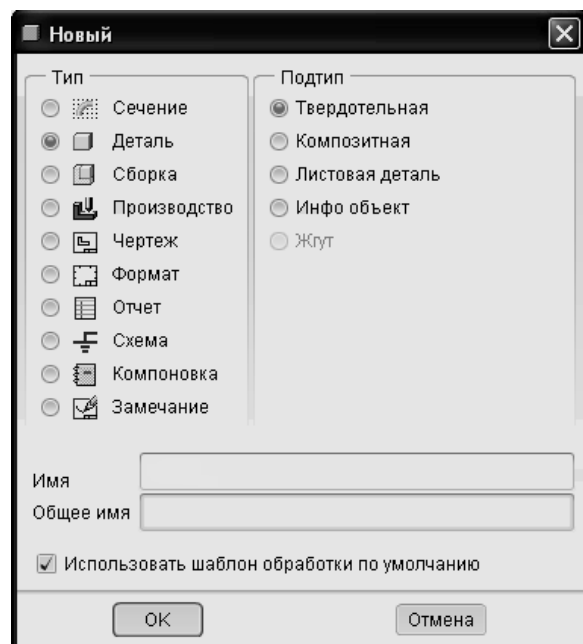 Новый
Тип
Сечение
Деталь
Сборка
Производство
Чертеж
Формат
Отчет
Схема
Компоновка
Замечание
Подтип
Твердотельная
Композитная
Листовая деталь
Инфо объект
Жгут
Имя
Общее имя
Использовать шаблон обработки по умолчанию
OK
Отмена